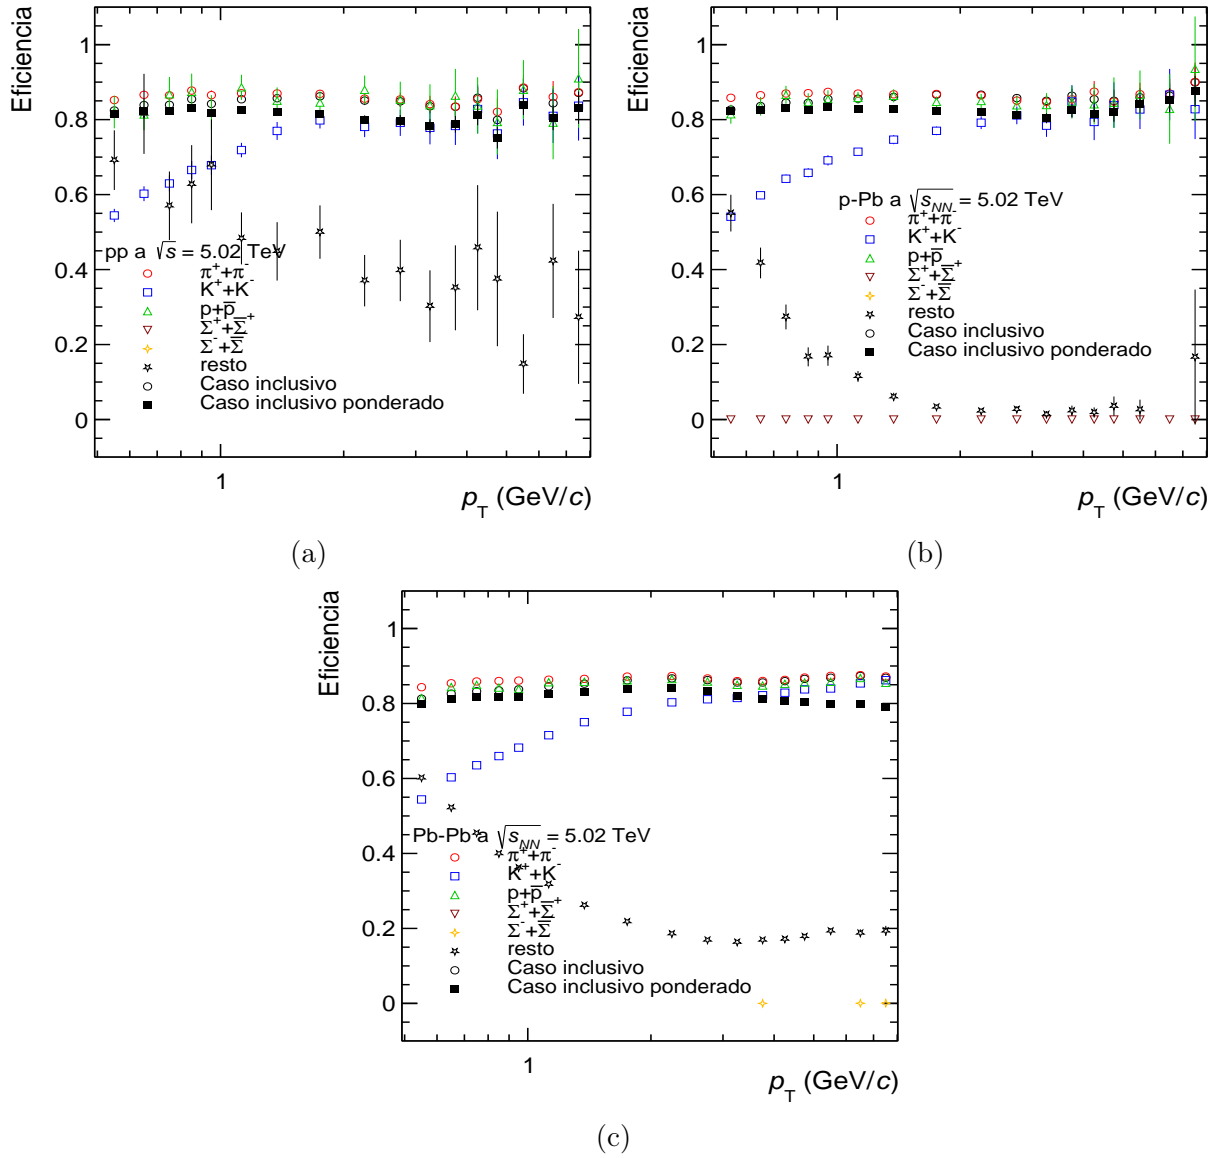 Eficiencia
1
0.8
0.6
0.4
0.2
0
pp a √s = 5.02 TeV
π⁺+π⁻
K⁺+K⁻
p+p̅
Σ⁺+Σ̅⁺
Σ⁻+Σ̅
resto
Caso inclusivo
Caso inclusivo ponderado
1
p_T (GeV/c)
(a)
Eficiencia
1
0.8
0.6
0.4
0.2
0
p-Pb a √s_NN = 5.02 TeV
π⁺+π⁻
K⁺+K⁻
p+p̅
Σ⁺+Σ̅⁺
Σ⁻+Σ̅
resto
Caso inclusivo
Caso inclusivo ponderado
1
p_T (GeV/c)
(b)
Eficiencia
1
0.8
0.6
0.4
0.2
0
Pb-Pb a √s_NN = 5.02 TeV
π⁺+π⁻
K⁺+K⁻
p+p̅
Σ⁺+Σ̅⁺
Σ⁻+Σ̅
resto
Caso inclusivo
Caso inclusivo ponderado
1
p_T (GeV/c)
(c)